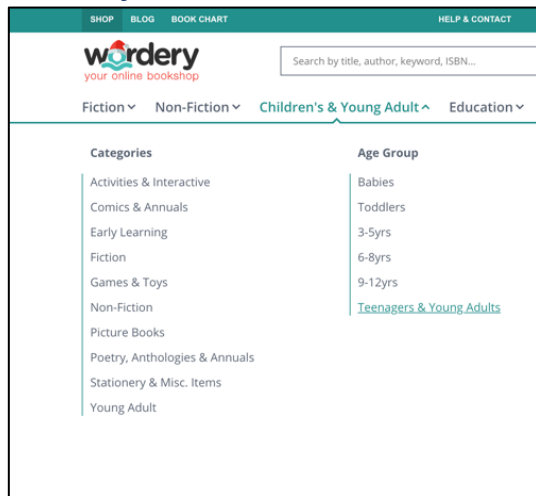 SHOP BLOG BOOK CHART HELP & CONTACT
wordery
your online bookshop
Search by title, author, keyword, ISBN...
Fiction Non-Fiction Children's & Young Adult Education
Categories
Activities & Interactive
Comics & Annuals
Early Learning
Fiction
Games & Toys
Non-Fiction
Picture Books
Poetry, Anthologies & Annuals
Stationery & Misc. Items
Young Adult
Age Group
Babies
Toddlers
3-5yrs
6-8yrs
9-12yrs
Teenagers & Young Adults